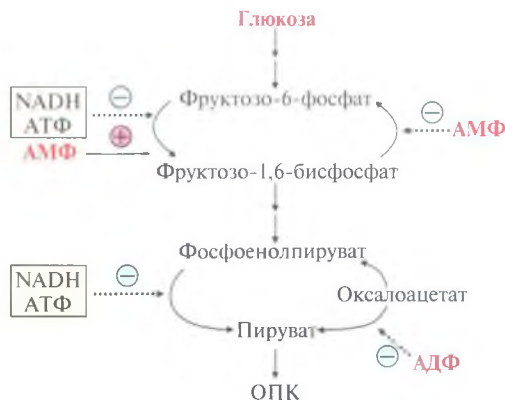 Глюкоза
NADH
АТФ
АМФ
Фруктозо-6-фосфат
АМФ
Фруктозо-1,6-бисфосфат
Фосфоенолпируват
NADH
АТФ
Оксалоацетат
Пируват
АДФ
ОПК